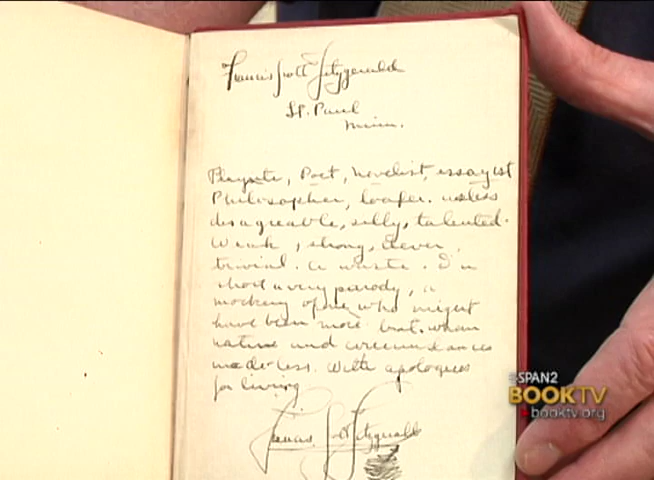 Francis Scott Fitzgerald
St. Paul
Minn.
Playwrite, Poet, Novelist, essayist
Philosopher, loafer. useless
disagreable, silly, talented.
Weak, strong, clever,
trivial. a waste. In
short a very parody, a
mockery of one who might
have been more but whom
nature and circumstances
made less. With apologies
for living
Francis Scott Fitzgerald
C-SPAN2
BOOKTV
booktv.org